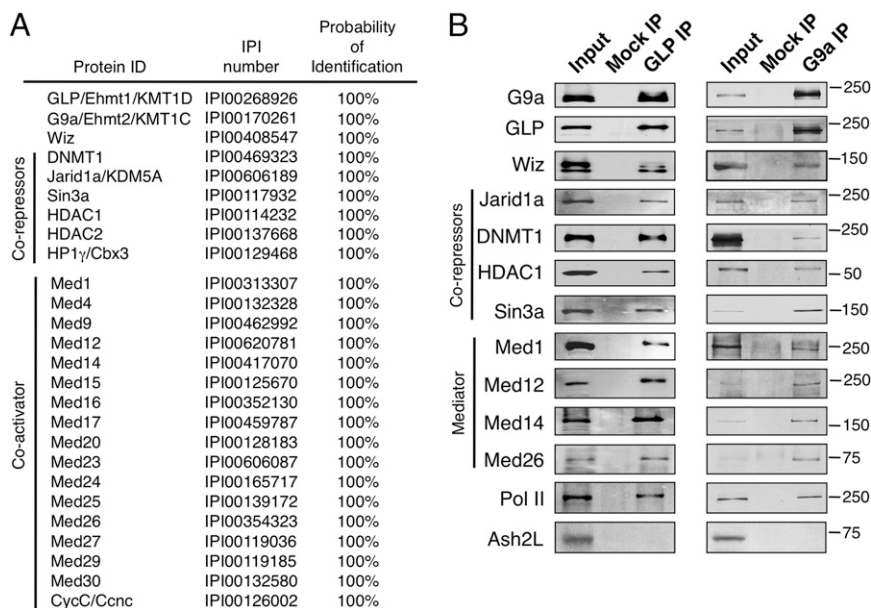 A
Protein ID
IPI number
Probability of Identification
GLP/Ehmt1/KMT1D IPI00268926 100%
G9a/Ehmt2/KMT1C IPI00170261 100%
Wiz IPI00408547 100%
Co-repressors
DNMT1 IPI00469323 100%
Jarid1a/KDM5A IPI00606189 100%
Sin3a IPI00117932 100%
HDAC1 IPI00114232 100%
HDAC2 IPI00137668 100%
HP1γ/Cbx3 IPI00129468 100%
Co-activator
Med1 IPI00313307 100%
Med4 IPI00132328 100%
Med9 IPI00462992 100%
Med12 IPI00620781 100%
Med14 IPI00417070 100%
Med15 IPI00125670 100%
Med16 IPI00352130 100%
Med17 IPI00459787 100%
Med20 IPI00128183 100%
Med23 IPI00606087 100%
Med24 IPI00165717 100%
Med25 IPI00139172 100%
Med26 IPI00354323 100%
Med27 IPI00119036 100%
Med29 IPI00119185 100%
Med30 IPI00132580 100%
CycC/Ccnc IPI00126002 100%
B
Input Mock IP GLP IP Input Mock IP G9a IP
G9a 250
GLP 250
Wiz 150
Co-repressors
Jarid1a 250
DNMT1 250
HDAC1 50
Sin3a 150
Mediator
Med1 250
Med12 250
Med14 150
Med26 75
Pol II 250
Ash2L 75